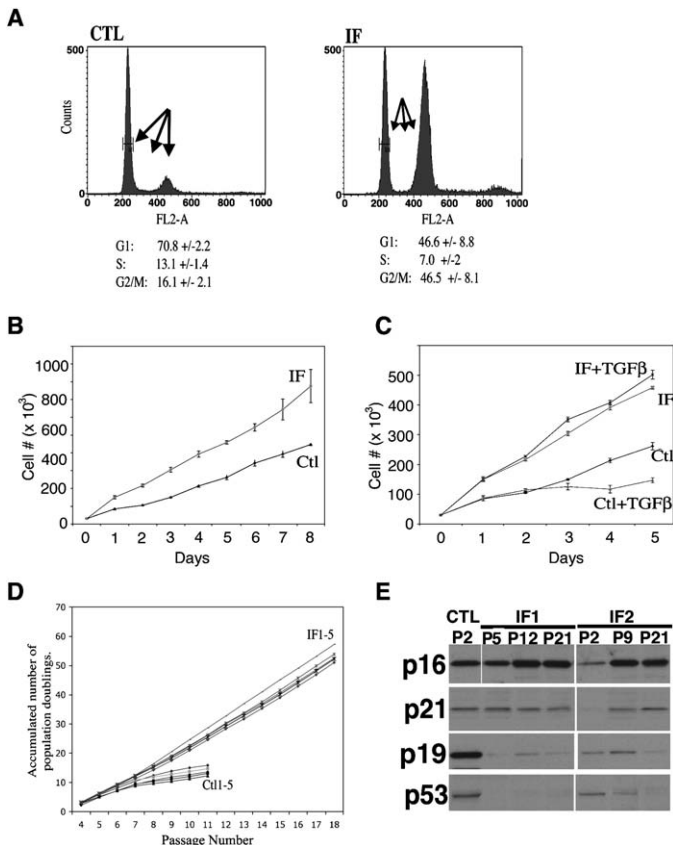 A
CTL
IF
500
500
Counts
0
0
0 200 400 600 800 1000
0 200 400 600 800 1000
FL2-A
FL2-A
G1: 70.8 +/-2.2
S: 13.1 +/-1.4
G2/M: 16.1 +/- 2.1
G1: 46.6 +/- 8.8
S: 7.0 +/-2
G2/M: 46.5 +/- 8.1
B
Cell # (x 10³)
1000
800
600
400
200
0
0 1 2 3 4 5 6 7 8
Days
IF
Ctl
C
Cell # (x 10³)
500
400
300
200
100
0
0 1 2 3 4 5
Days
IF+TGFβ
IF
Ctl
Ctl+TGFβ
D
Accumulated number of
population doublings.
70
60
50
40
30
20
10
0
4 5 6 7 8 9 10 11 12 13 14 15 16 17 18
Passage Number
IF1-5
Ctl1-5
E
CTL IF1 IF2
P2 P5 P12 P21 P2 P9 P21
p16
p21
p19
p53